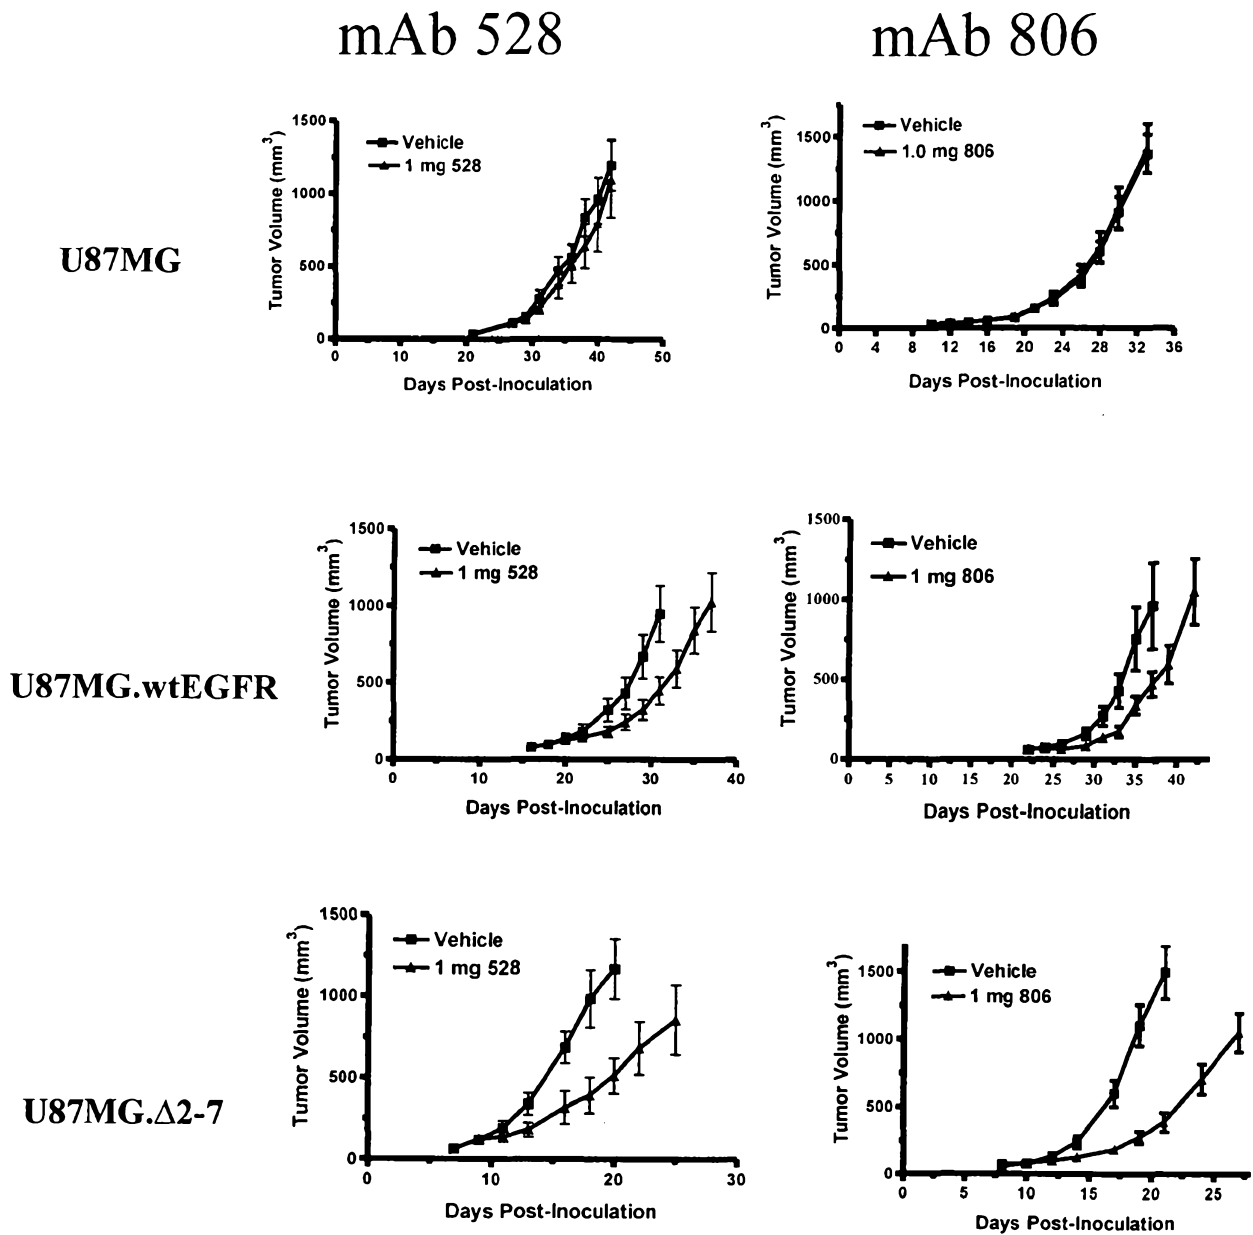 mAb 528
mAb 806
U87MG
Tumor Volume (mm³)
1500
1000
500
0
Vehicle
1 mg 528
0 10 20 30 40 50
Days Post-Inoculation
Tumor Volume (mm³)
1500
1000
500
0
Vehicle
1.0 mg 806
0 4 8 12 16 20 24 28 32 36
Days Post-Inoculation
U87MG.wtEGFR
Tumor Volume (mm³)
1500
1000
500
0
Vehicle
1 mg 528
0 10 20 30 40
Days Post-Inoculation
Tumor Volume (mm³)
1500
1000
500
0
Vehicle
1 mg 806
0 5 10 10 20 25 30 35 40
Days Post-Inoculation
U87MG.Δ2-7
Tumor Volume (mm³)
1500
1000
500
0
Vehicle
1 mg 528
0 10 20 30
Days Post-Inoculation
Tumor Volume (mm³)
1500
1000
500
0
Vehicle
1 mg 806
0 5 10 15 20 25
Days Post-Inoculation